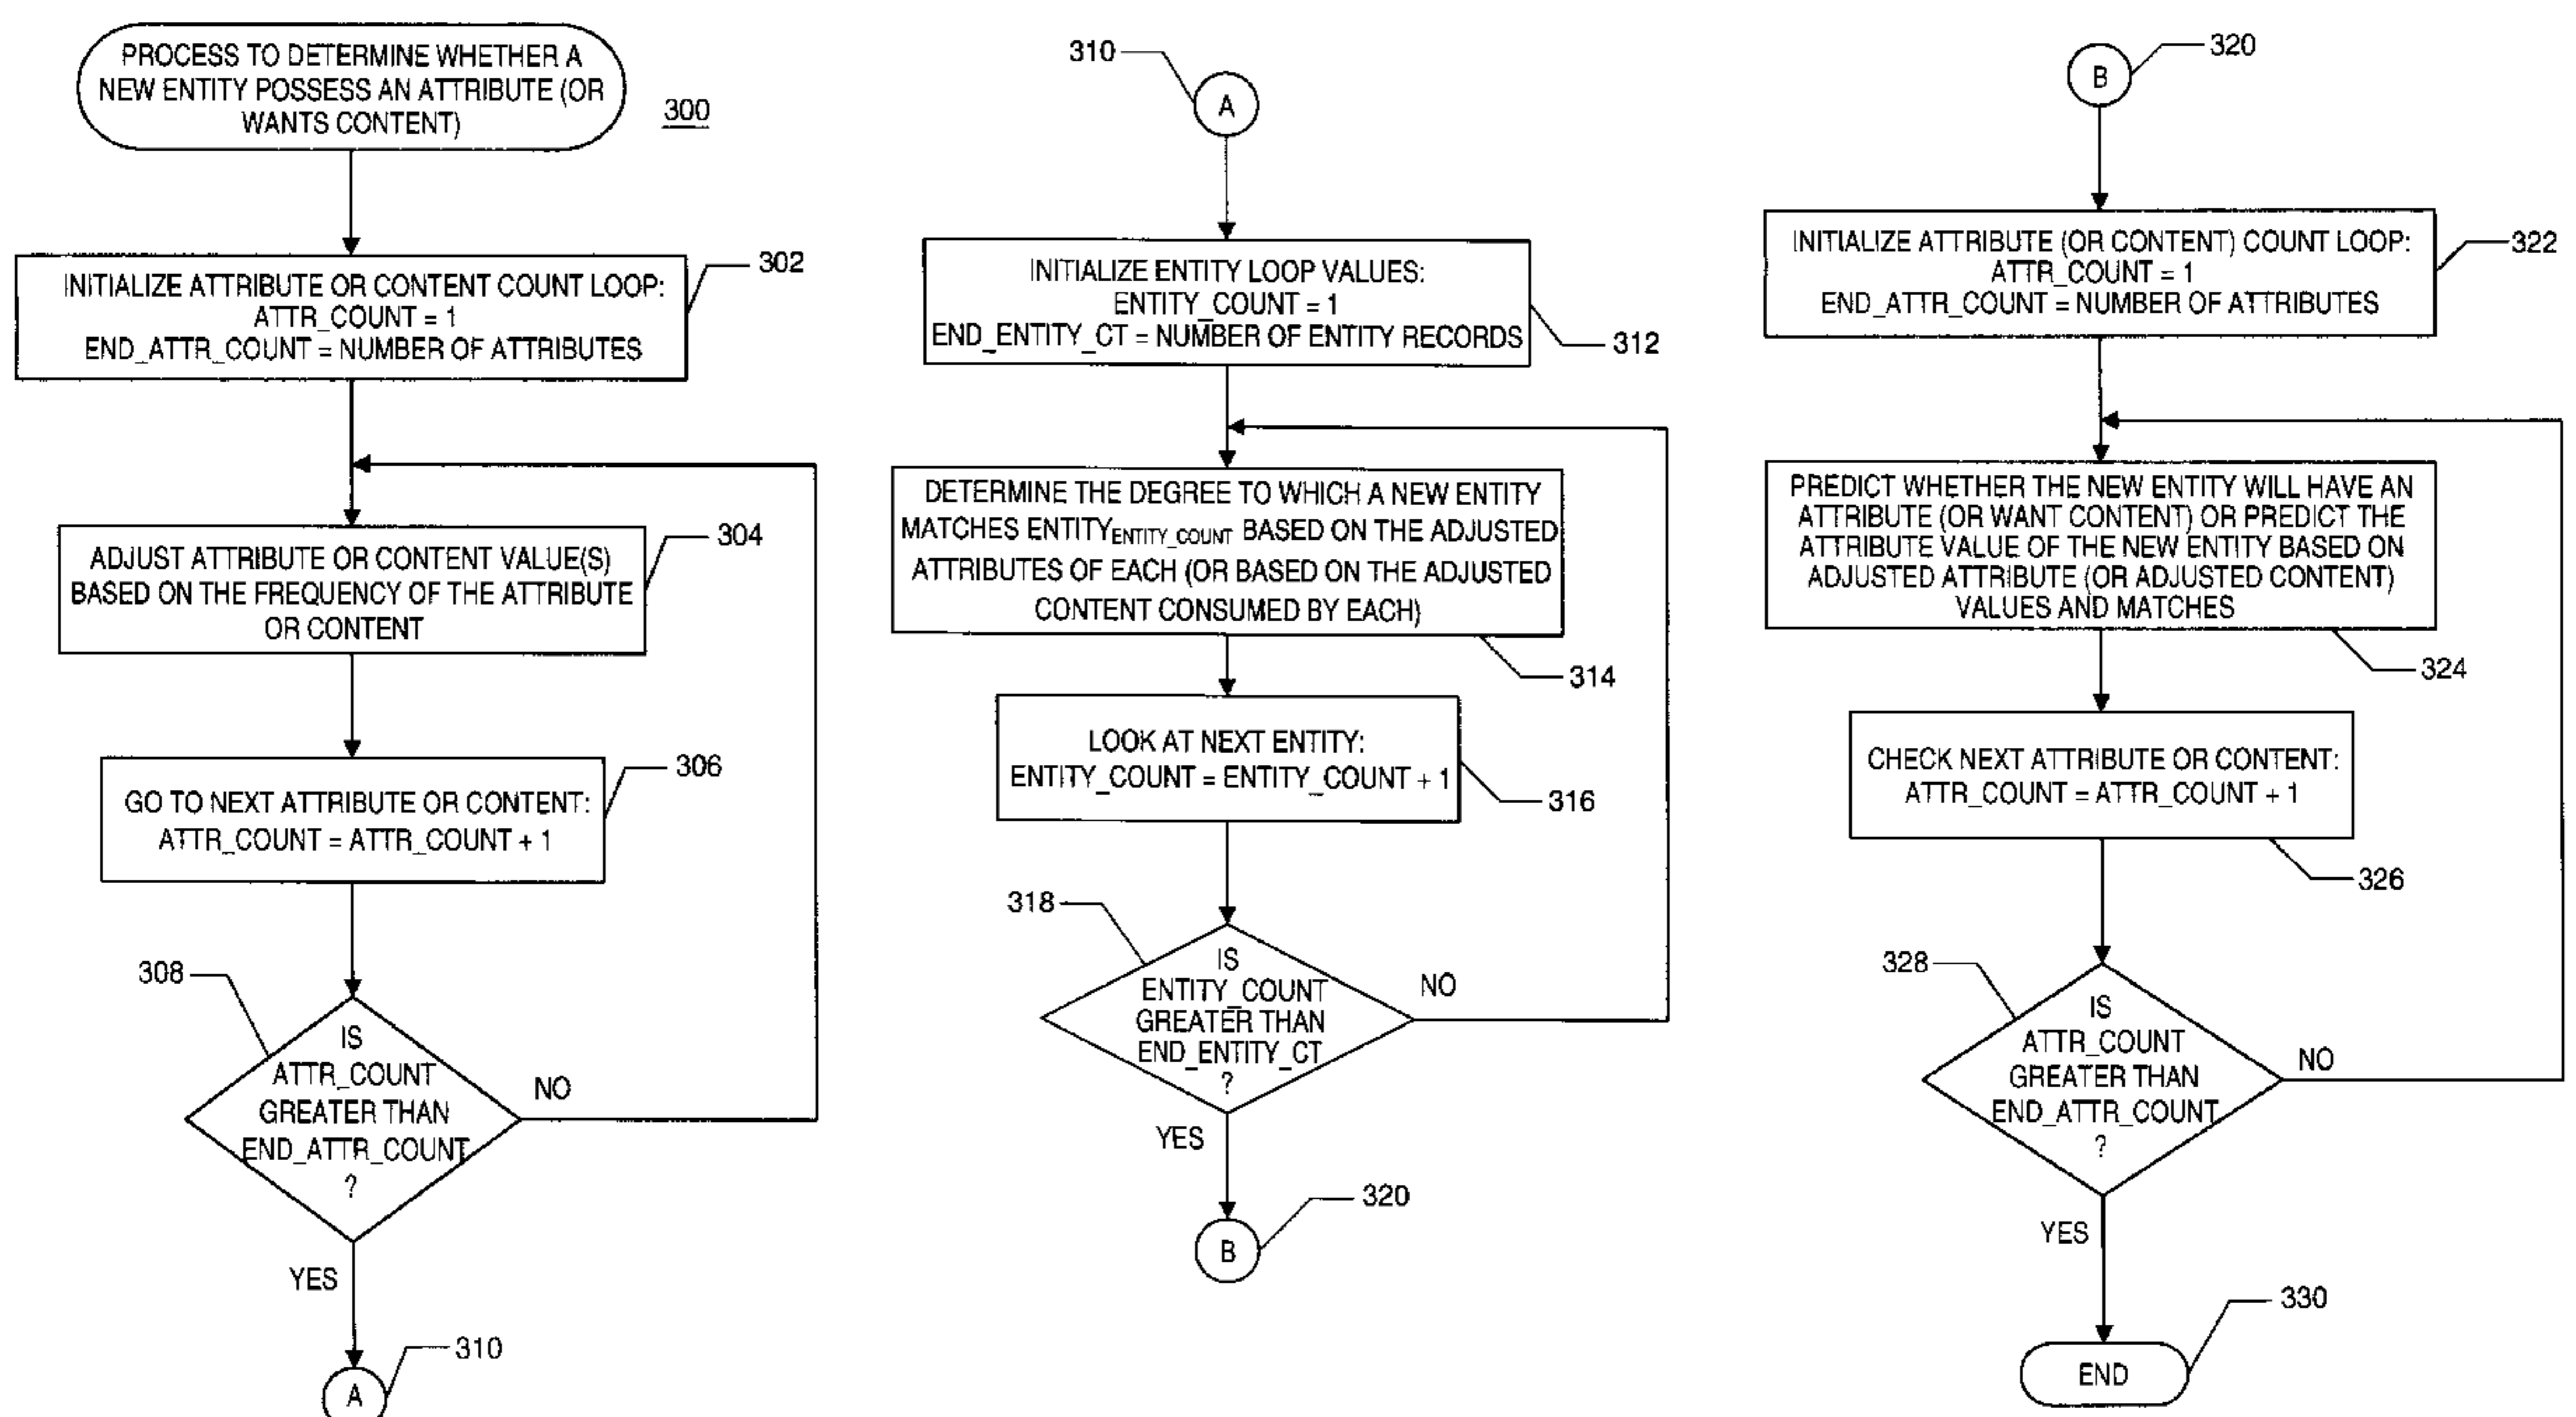 PROCESS TO DETERMINE WHETHER A
NEW ENTITY POSSESS AN ATTRIBUTE (OR
WANTS CONTENT)
300
INITIALIZE ATTRIBUTE OR CONTENT COUNT LOOP:
ATTR_COUNT = 1
END_ATTR_COUNT = NUMBER OF ATTRIBUTES
302
ADJUST ATTRIBUTE OR CONTENT VALUE(S)
BASED ON THE FREQUENCY OF THE ATTRIBUTE
OR CONTENT
304
GO TO NEXT ATTRIBUTE OR CONTENT:
ATTR_COUNT = ATTR_COUNT + 1
306
308
IS
ATTR_COUNT
GREATER THAN
END_ATTR_COUNT
?
NO
YES
A
310
310
A
INITIALIZE ENTITY LOOP VALUES:
ENTITY_COUNT = 1
END_ENTITY_CT = NUMBER OF ENTITY RECORDS
312
DETERMINE THE DEGREE TO WHICH A NEW ENTITY
MATCHES ENTITYENTITY_COUNT BASED ON THE ADJUSTED
ATTRIBUTES OF EACH (OR BASED ON THE ADJUSTED
CONTENT CONSUMED BY EACH)
314
LOOK AT NEXT ENTITY:
ENTITY_COUNT = ENTITY_COUNT + 1
316
318
IS
ENTITY_COUNT
GREATER THAN
END_ENTITY_CT
?
NO
YES
B
320
B
320
INITIALIZE ATTRIBUTE (OR CONTENT) COUNT LOOP:
ATTR_COUNT = 1
END_ATTR_COUNT = NUMBER OF ATTRIBUTES
322
PREDICT WHETHER THE NEW ENTITY WILL HAVE AN
ATTRIBUTE (OR WANT CONTENT) OR PREDICT THE
ATTRIBUTE VALUE OF THE NEW ENTITY BASED ON
ADJUSTED ATTRIBUTE (OR ADJUSTED CONTENT)
VALUES AND MATCHES
324
CHECK NEXT ATTRIBUTE OR CONTENT:
ATTR_COUNT = ATTR_COUNT + 1
326
328
IS
ATTR_COUNT
GREATER THAN
END_ATTR_COUNT
?
NO
YES
END
330